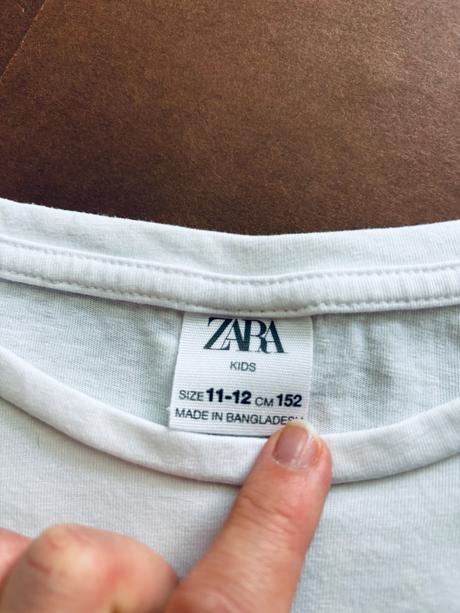 ZARA
KIDS
SIZE 11-12 CM 152
MADE IN BANGLADESH